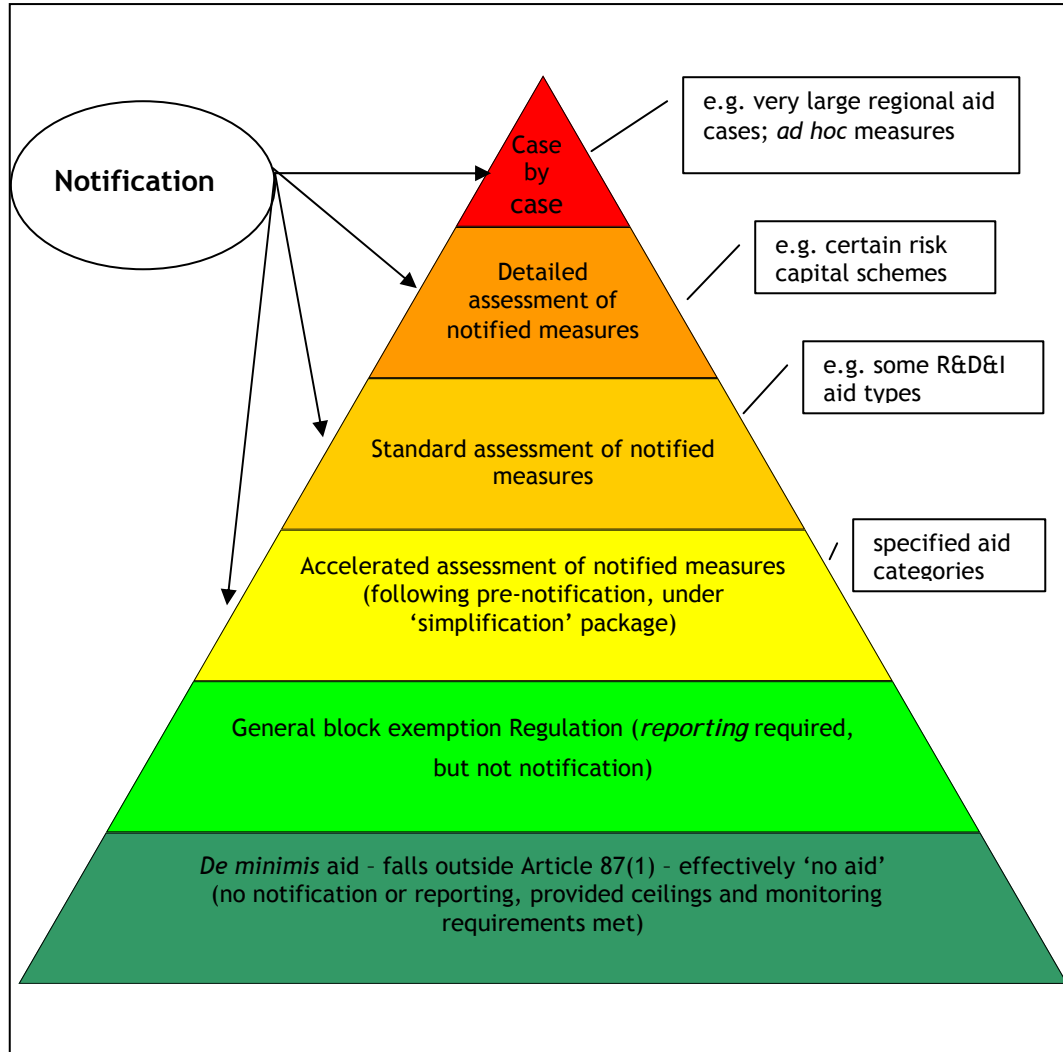 Notification
Case
by
case
e.g. very large regional aid
cases; ad hoc measures
Detailed
assessment of
notified measures
e.g. certain risk
capital schemes
Standard assessment of notified
measures
e.g. some R&D&I
aid types
Accelerated assessment of notified measures
(following pre-notification, under
‘simplification’ package)
specified aid
categories
General block exemption Regulation (reporting required,
but not notification)
De minimis aid – falls outside Article 87(1) – effectively ‘no aid’
(no notification or reporting, provided ceilings and monitoring
requirements met)